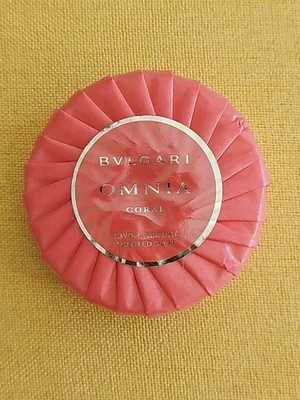 BVLGARI
OMNIA
CORAL
SAVON PARFUMÉ
SCENTED SOAP